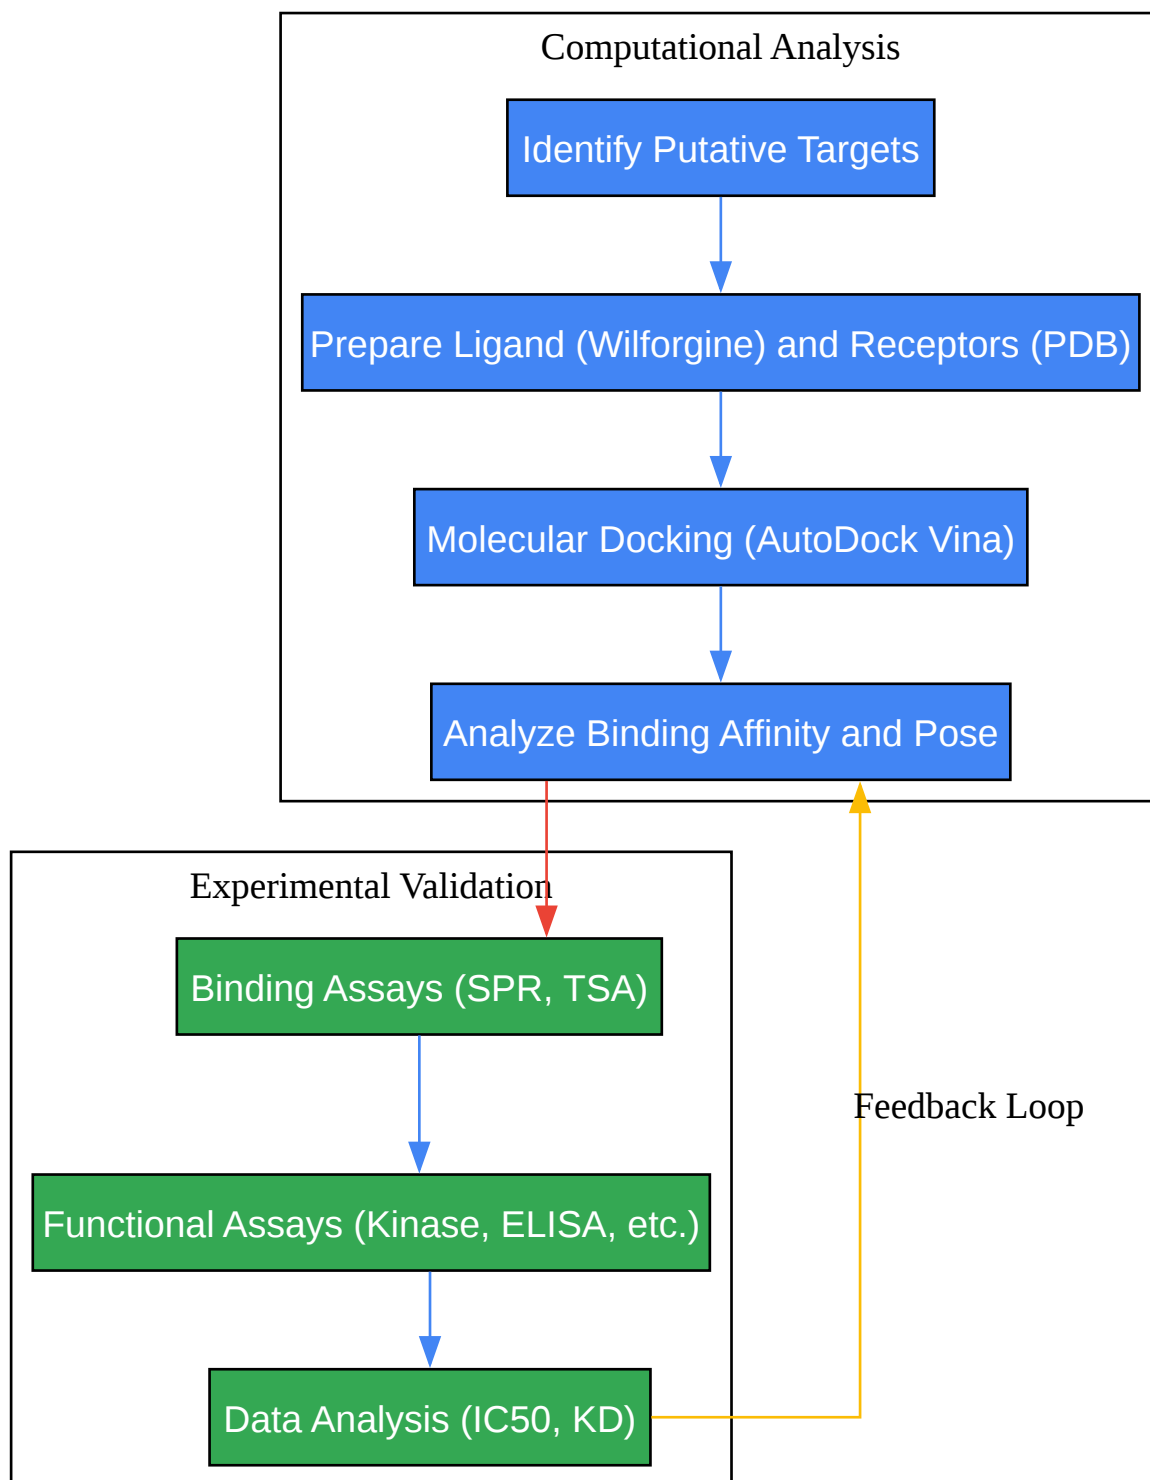 Computational Analysis
Identify Putative Targets
Prepare Ligand (Wilforgine) and Receptors (PDB)
Molecular Docking (AutoDock Vina)
Analyze Binding Affinity and Pose
Experimental Validation
Binding Assays (SPR, TSA)
Feedback Loop
Functional Assays (Kinase, ELISA, etc.)
Data Analysis (IC50, KD)